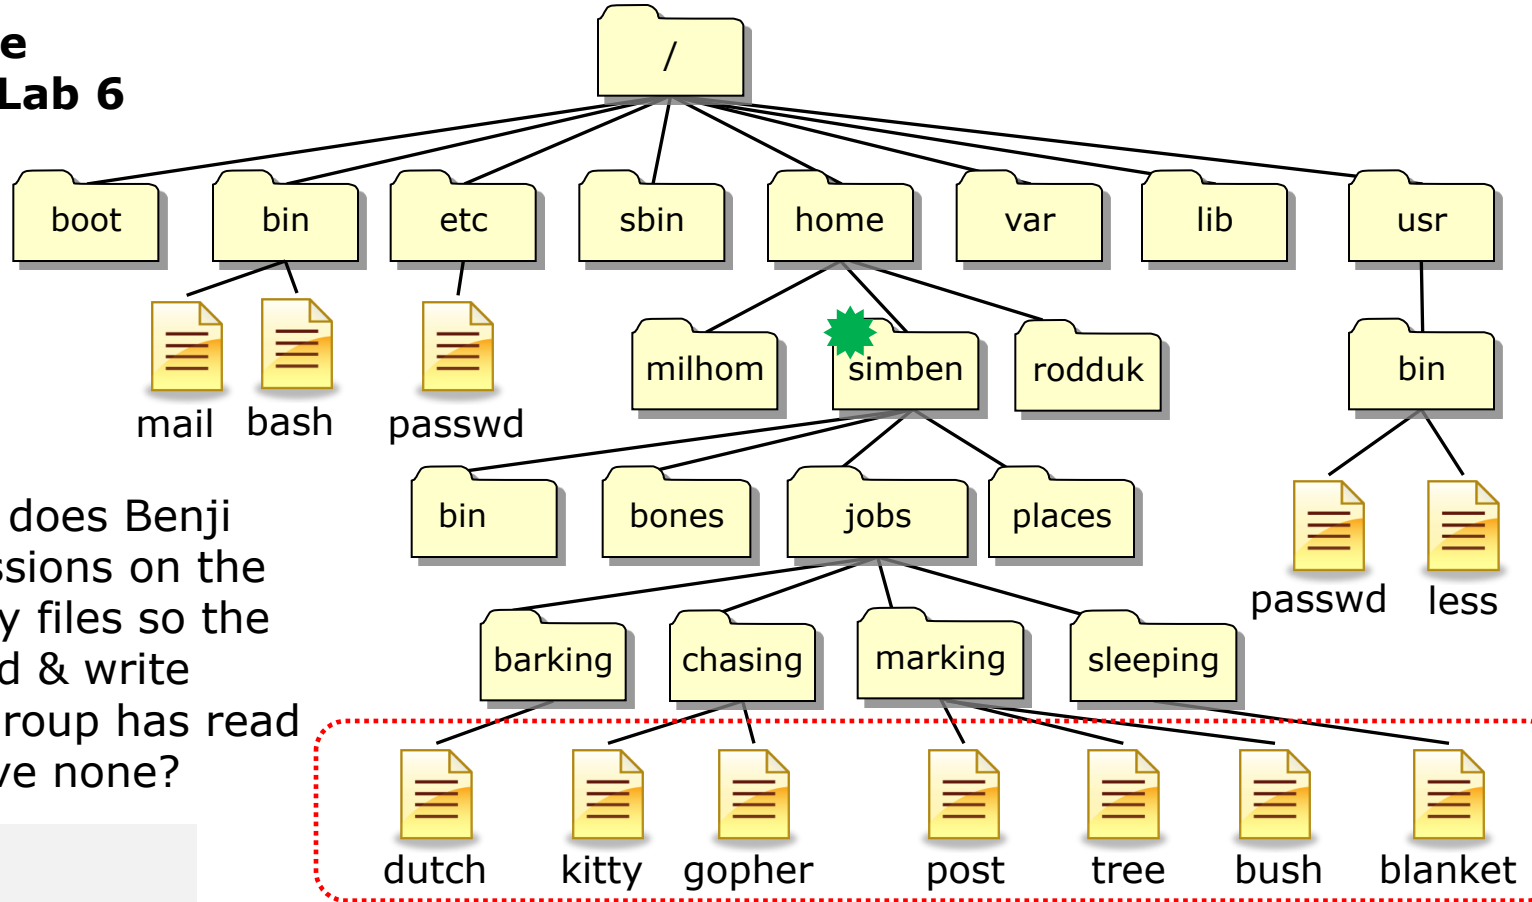 e
Lab 6
/
boot bin etc sbin home var lib usr
mail bash passwd
milhom simben rodduk bin
bin bones jobs places
passwd less
does Benji
ssions on the
y files so the
d & write
roup has read
ve none?
barking chasing marking sleeping
dutch kitty gopher post tree bush blanket